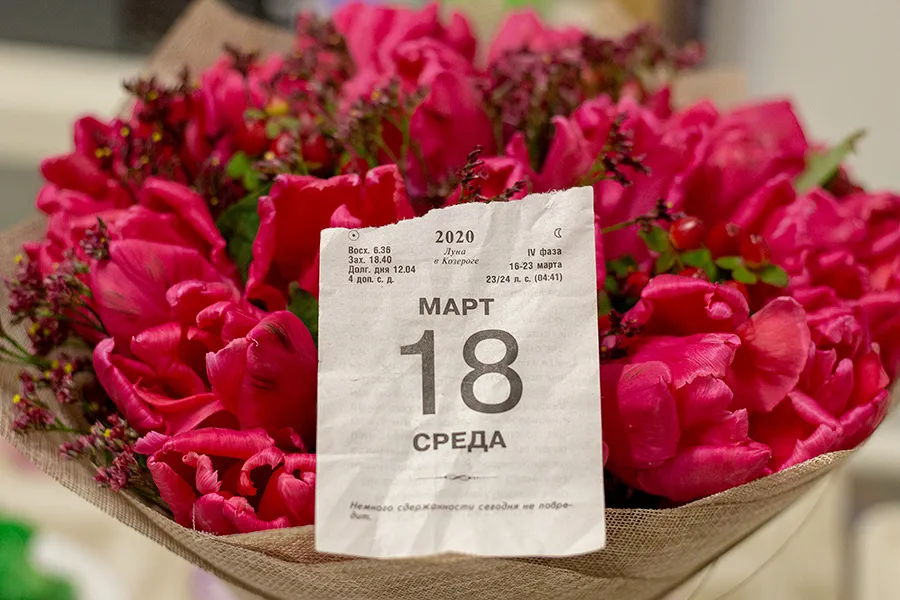 2020
Восх. 6.36
Зах. 18.40
Долг. дня 12.04
4 доп. с. д.
Луна
в Козероге
IV фаза
16-23 марта
23/24 л. с. (04:41)
МАРТ
18
СРЕДА
Немного сдержанности сегодня не повре-
дит.